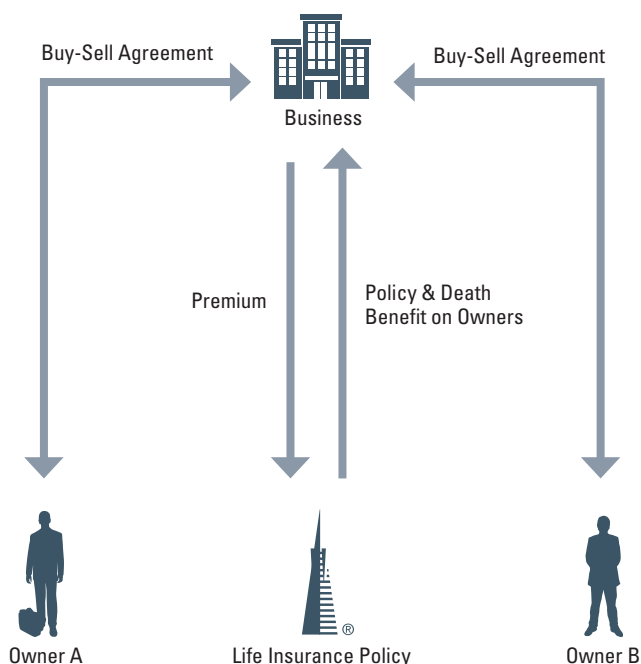 Buy-Sell Agreement
Buy-Sell Agreement
Business
Premium
Policy & Death
Benefit on Owners
®
Owner A
Life Insurance Policy
Owner B